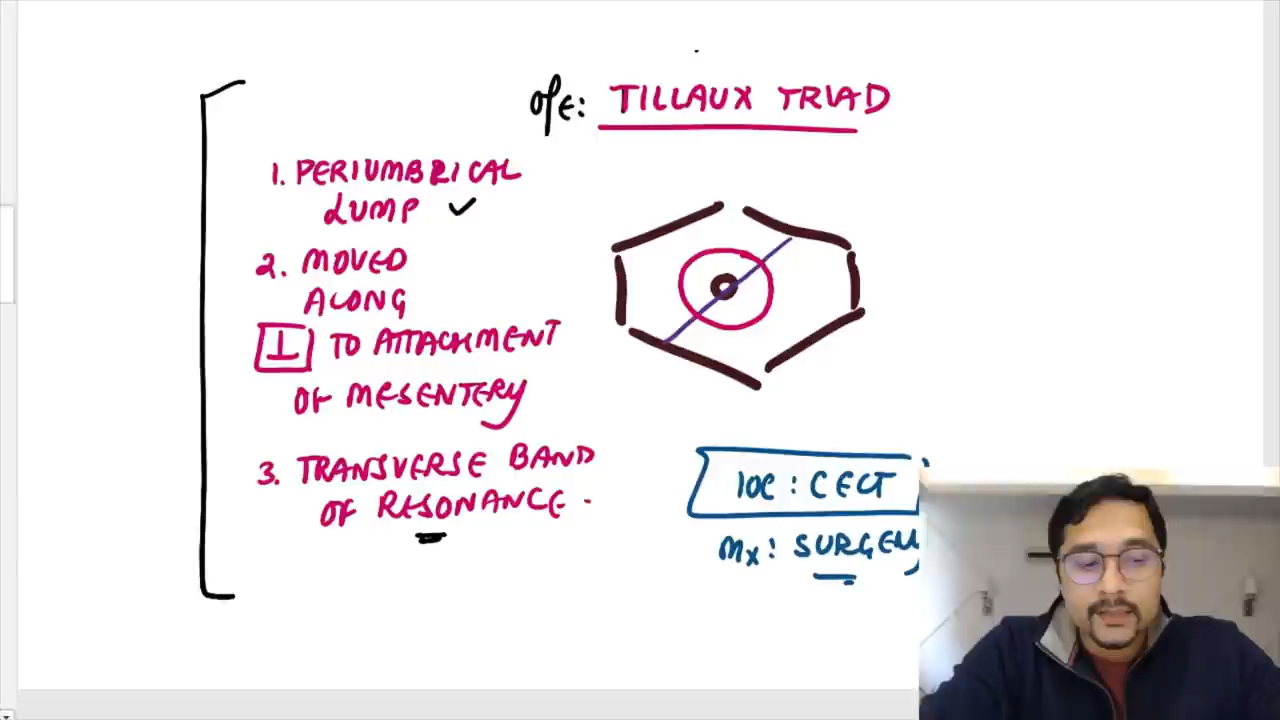 O/E: TILLAUX TRIAD
1. PERIUMBRICAL
LUMP ✓
2. MOVED
ALONG
⊥ TO ATTACHMENT
OF MESENTERY
3. TRANSVERSE BAND
OF RESONANCE.
IOC: CECT
Mx: SURGERY